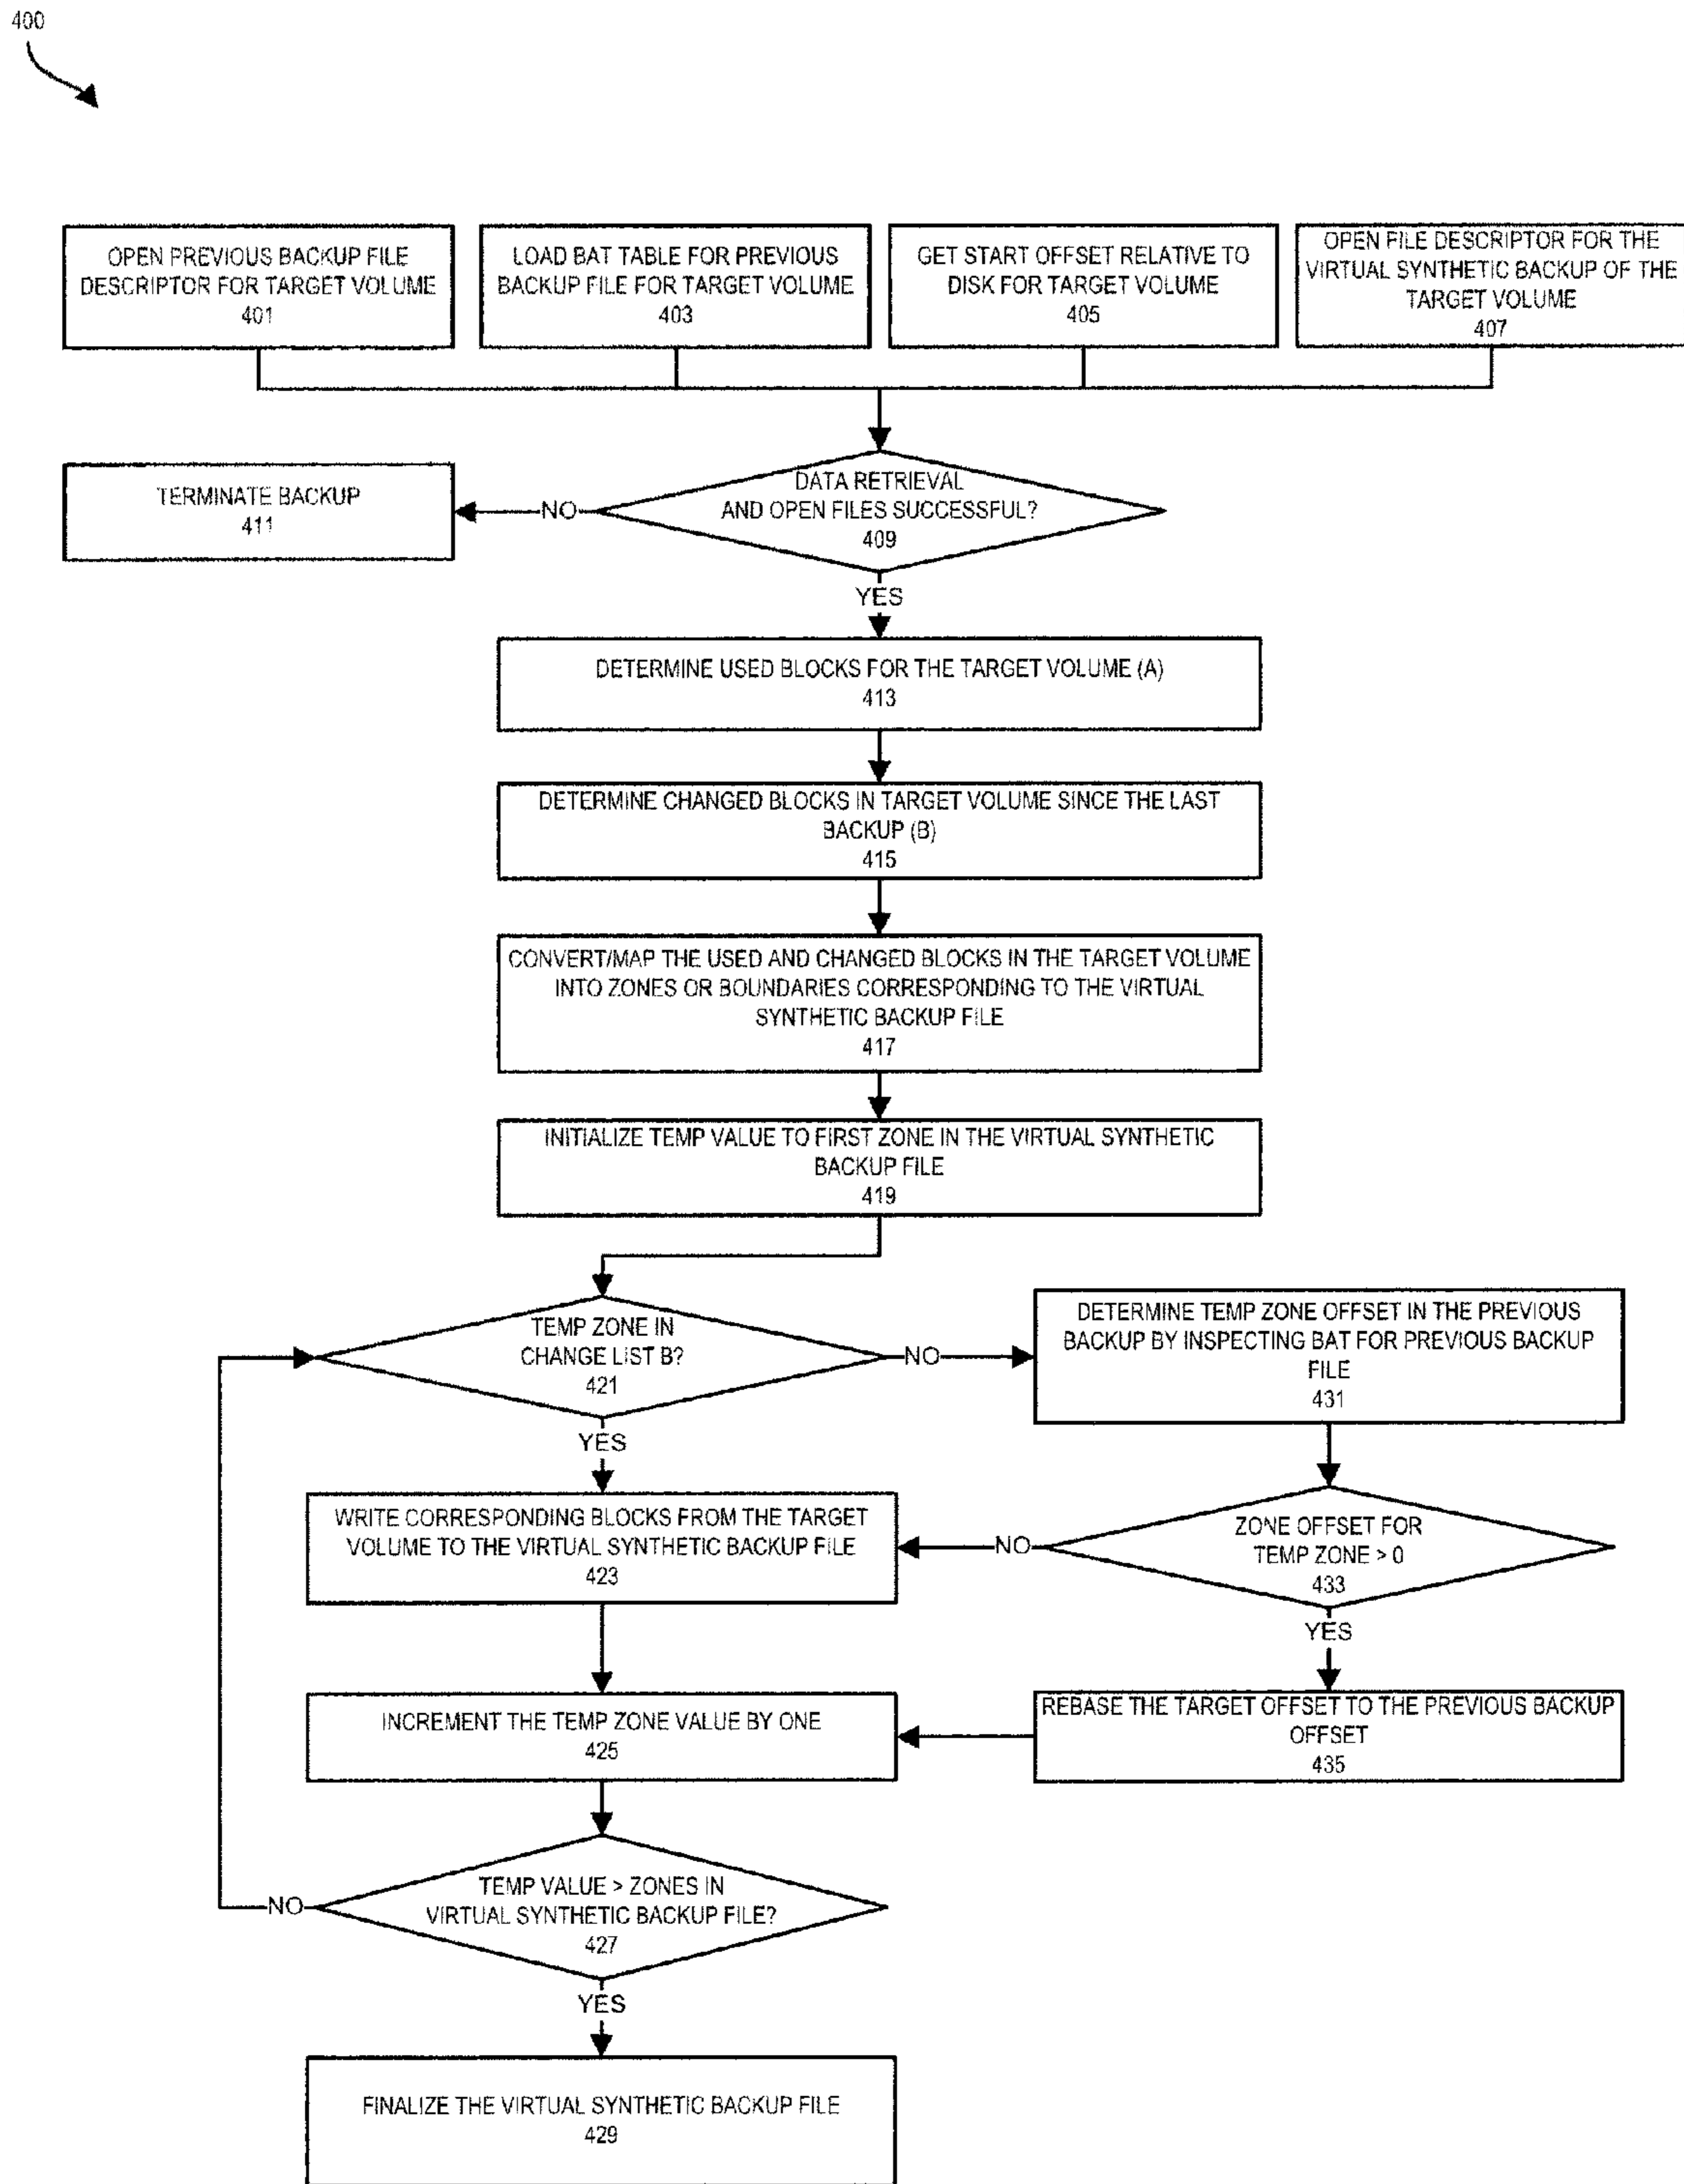 400
OPEN PREVIOUS BACKUP FILE
DESCRIPTOR FOR TARGET VOLUME
401
LOAD BAT TABLE FOR PREVIOUS
BACKUP FILE FOR TARGET VOLUME
403
GET START OFFSET RELATIVE TO
DISK FOR TARGET VOLUME
405
OPEN FILE DESCRIPTOR FOR THE
VIRTUAL SYNTHETIC BACKUP OF THE
TARGET VOLUME
407
DATA RETRIEVAL
AND OPEN FILES SUCCESSFUL?
409
NO
TERMINATE BACKUP
411
YES
DETERMINE USED BLOCKS FOR THE TARGET VOLUME (A)
413
DETERMINE CHANGED BLOCKS IN TARGET VOLUME SINCE THE LAST
BACKUP (B)
415
CONVERT/MAP THE USED AND CHANGED BLOCKS IN THE TARGET VOLUME
INTO ZONES OR BOUNDARIES CORRESPONDING TO THE VIRTUAL
SYNTHETIC BACKUP FILE
417
INITIALIZE TEMP VALUE TO FIRST ZONE IN THE VIRTUAL SYNTHETIC
BACKUP FILE
419
TEMP ZONE IN
CHANGE LIST B?
421
NO
DETERMINE TEMP ZONE OFFSET IN THE PREVIOUS
BACKUP BY INSPECTING BAT FOR PREVIOUS BACKUP
FILE
431
YES
WRITE CORRESPONDING BLOCKS FROM THE TARGET
VOLUME TO THE VIRTUAL SYNTHETIC BACKUP FILE
423
NO
ZONE OFFSET FOR
TEMP ZONE > 0
433
YES
INCREMENT THE TEMP ZONE VALUE BY ONE
425
REBASE THE TARGET OFFSET TO THE PREVIOUS BACKUP
OFFSET
435
TEMP VALUE > ZONES IN
VIRTUAL SYNTHETIC BACKUP FILE?
427
NO
YES
FINALIZE THE VIRTUAL SYNTHETIC BACKUP FILE
429